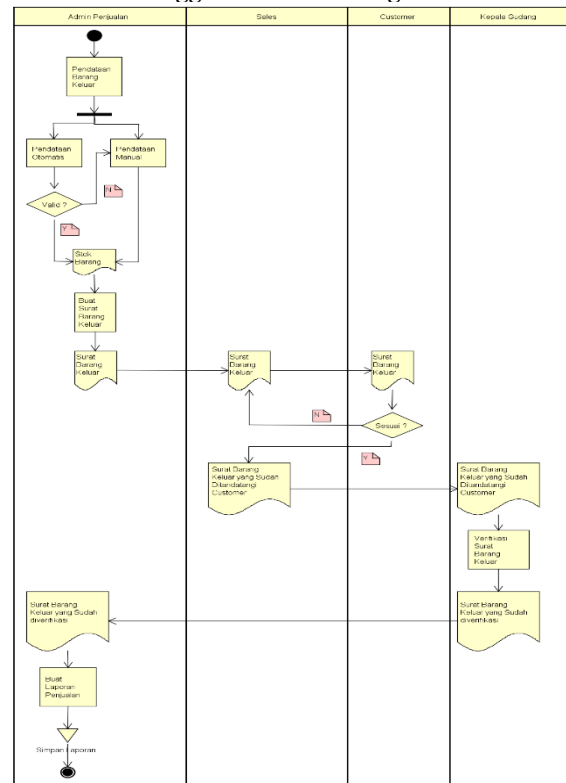 Admin Penjualan
Sales
Customer
Kepala Gudang
Pendataan
Barang
Keluar
Pendataan
Otomatis
Pendataan
Manual
Valid ?
N
Y
Stok
Barang
Buat
Surat
Barang
Keluar
Surat
Barang
Keluar
Surat
Barang
Keluar
Surat
Barang
Keluar
N
Sesuai ?
Y
Surat Barang
Keluar yang Sudah
Ditandatangi
Customer
Surat Barang
Keluar yang Sudah
Ditandatangi
Customer
Verifikasi
Surat
Barang
Keluar
Surat Barang
Keluar yang Sudah
diverifikasi
Surat Barang
Keluar yang Sudah
diverifikasi
Buat
Laporan
Penjualan
Simpan Laporan